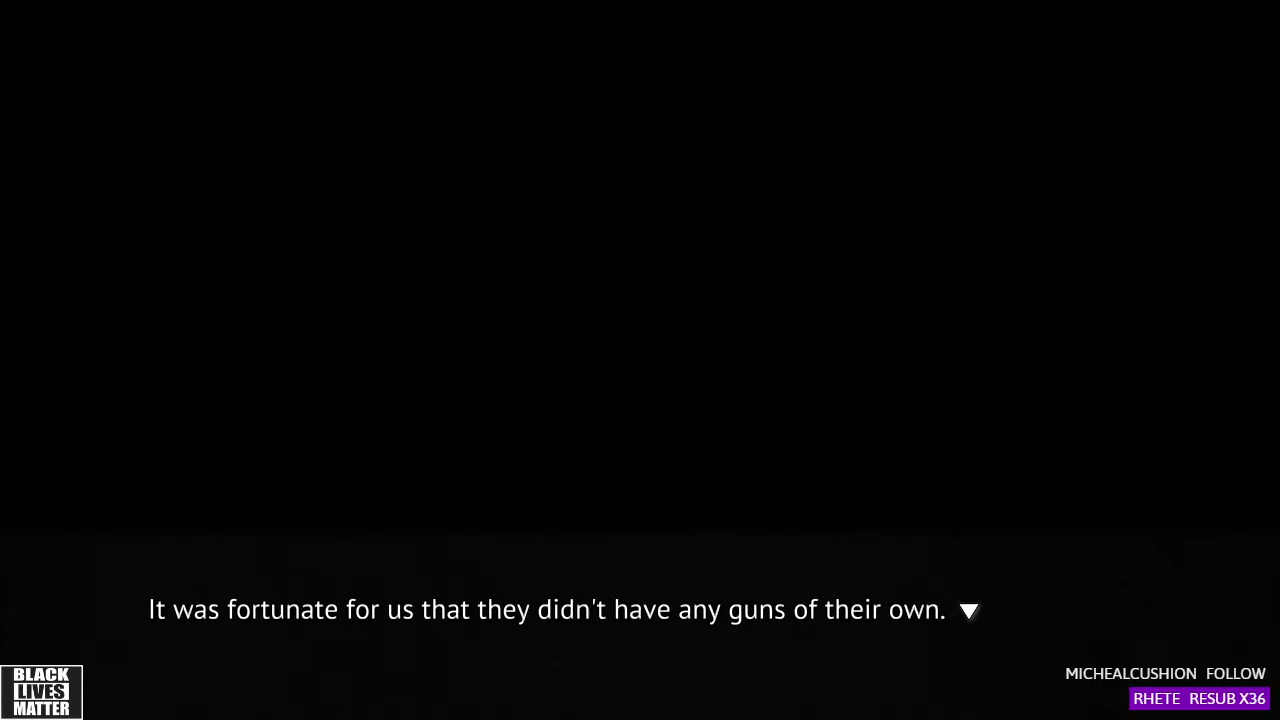 It was fortunate for us that they didn't have any guns of their own.
BLACK
LIVES
MATTER
MICHEALCUSHION FOLLOW
RHETE RESUB X36